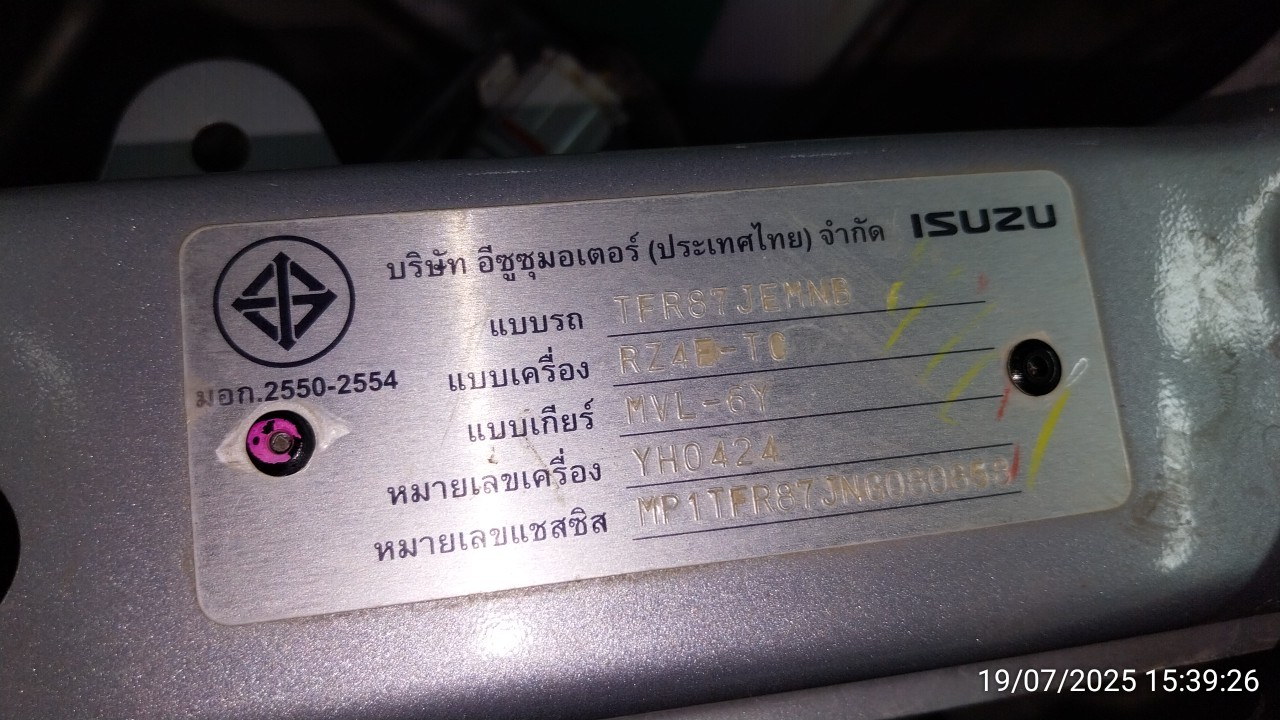 บริษัท อีซูซุมอเตอร์ (ประเทศไทย) จำกัด ISUZU
มอก.2550-2554
แบบรถ TFR87JEMNB
แบบเครื่อง RZ4E-TC
แบบเกียร์ MVL-6Y
หมายเลขเครื่อง YH0424
หมายเลขแชสซิส
19/07/2025 15:39:26